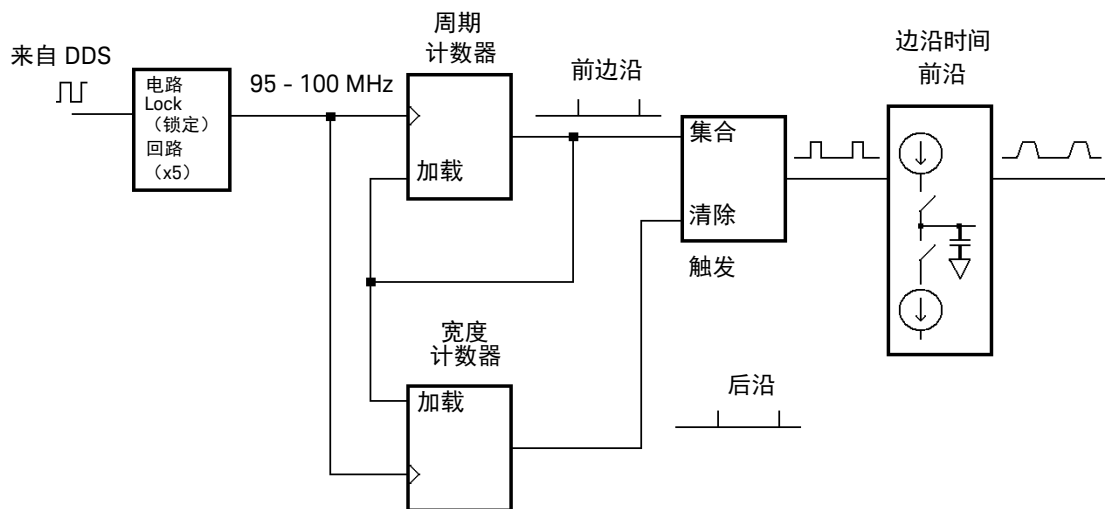 来自 DDS
电路
Lock
（锁定）
回路
（x5）
95 - 100 MHz
周期
计数器
加载
前边沿
集合
清除
触发
边沿时间
前沿
宽度
计数器
加载
后沿